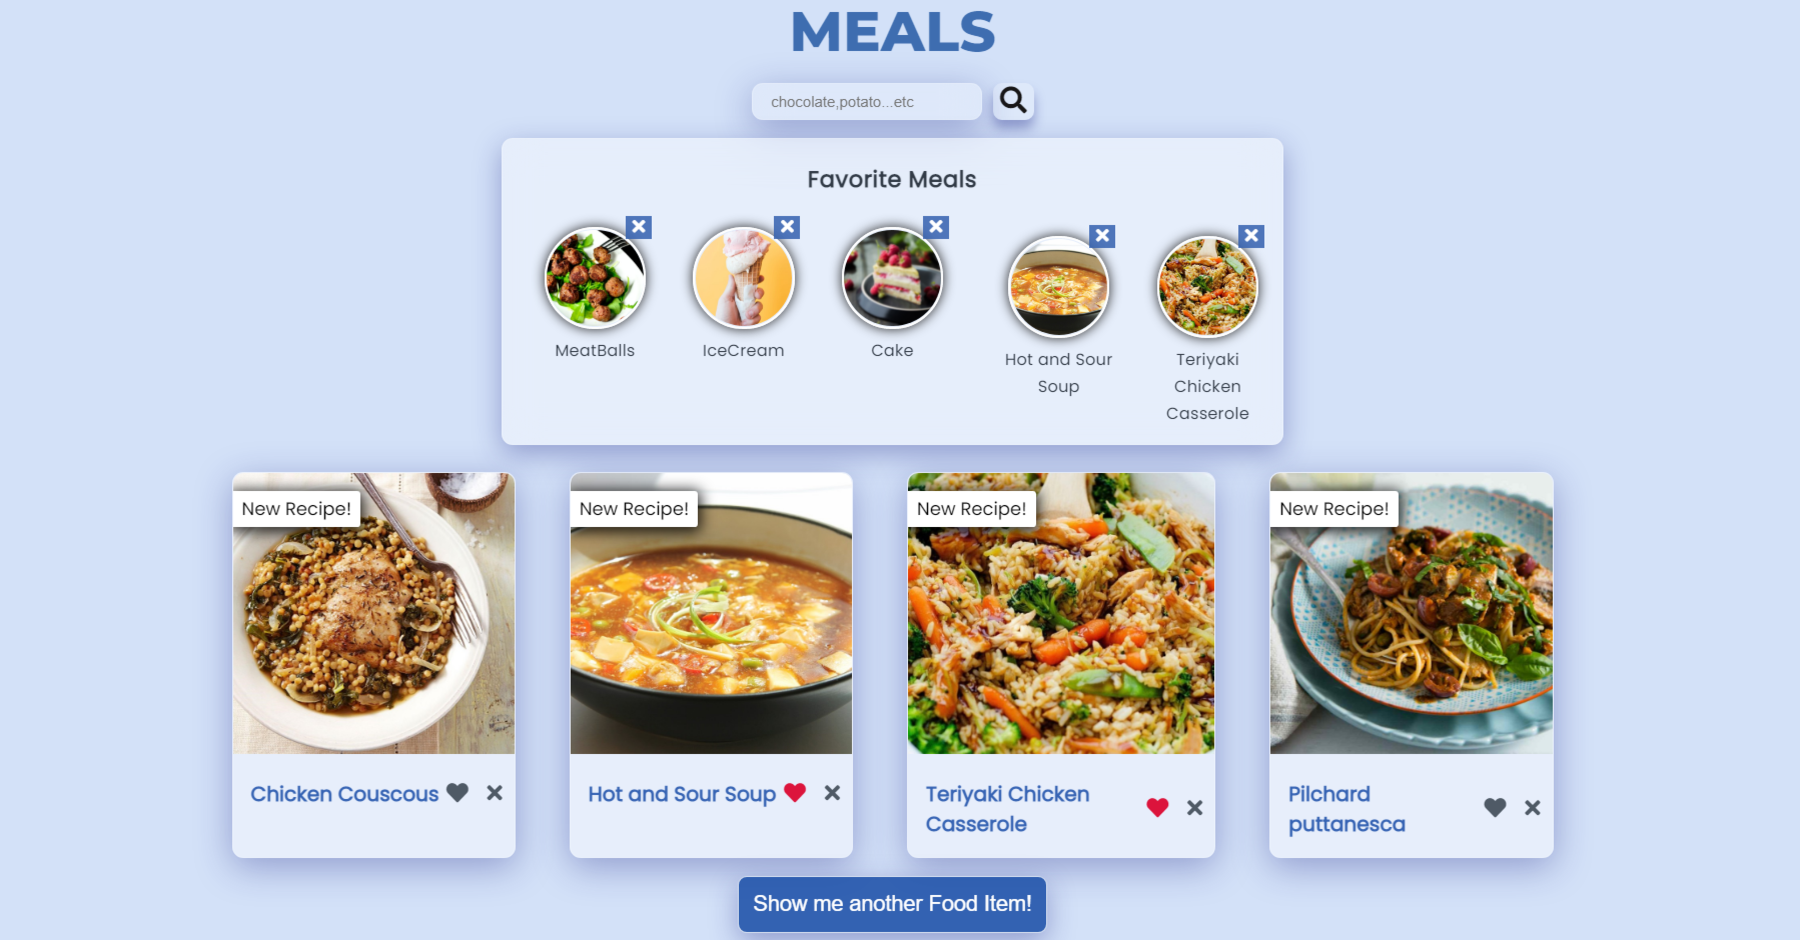 MEALS
chocolate,potato...etc
Favorite Meals
MeatBalls
IceCream
Cake
Hot and Sour
Soup
Teriyaki
Chicken
Casserole
New Recipe!
New Recipe!
New Recipe!
New Recipe!
Chicken Couscous
Hot and Sour Soup
Teriyaki Chicken
Casserole
Pilchard
puttanesca
Show me another Food Item!